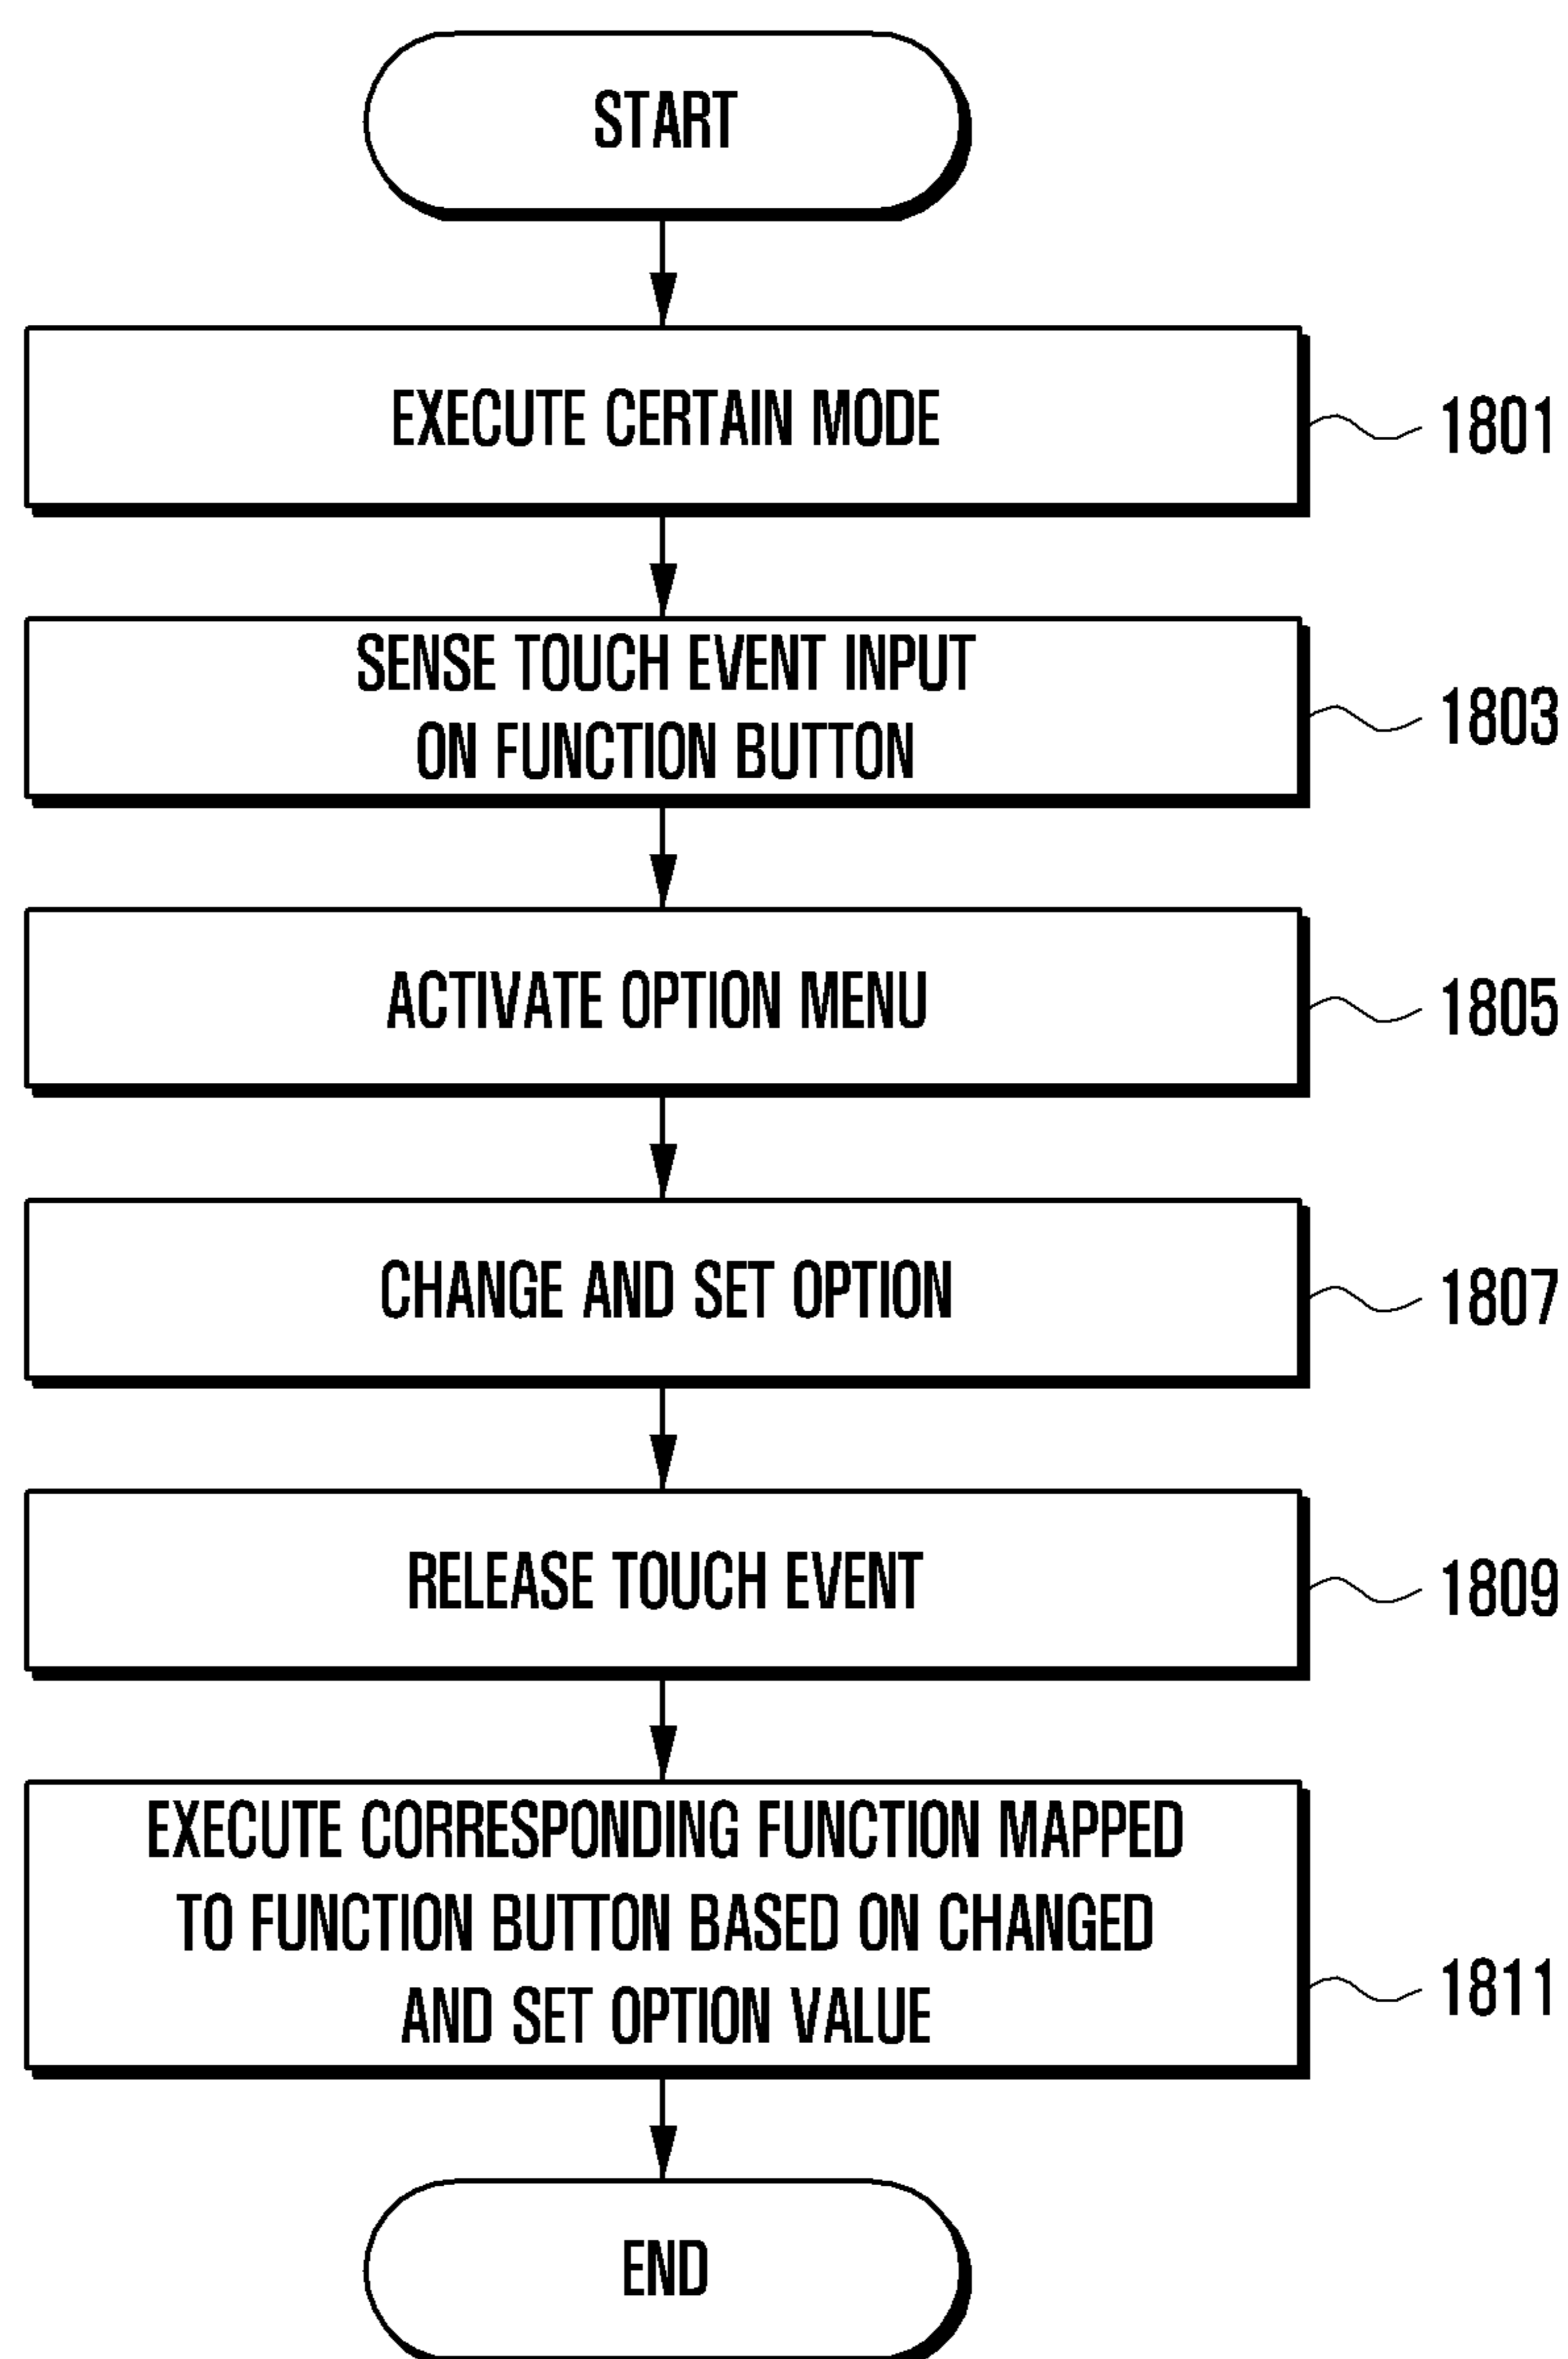 START
EXECUTE CERTAIN MODE
1801
SENSE TOUCH EVENT INPUT
ON FUNCTION BUTTON
1803
ACTIVATE OPTION MENU
1805
CHANGE AND SET OPTION
1807
RELEASE TOUCH EVENT
1809
EXECUTE CORRESPONDING FUNCTION MAPPED
TO FUNCTION BUTTON BASED ON CHANGED
AND SET OPTION VALUE
1811
END